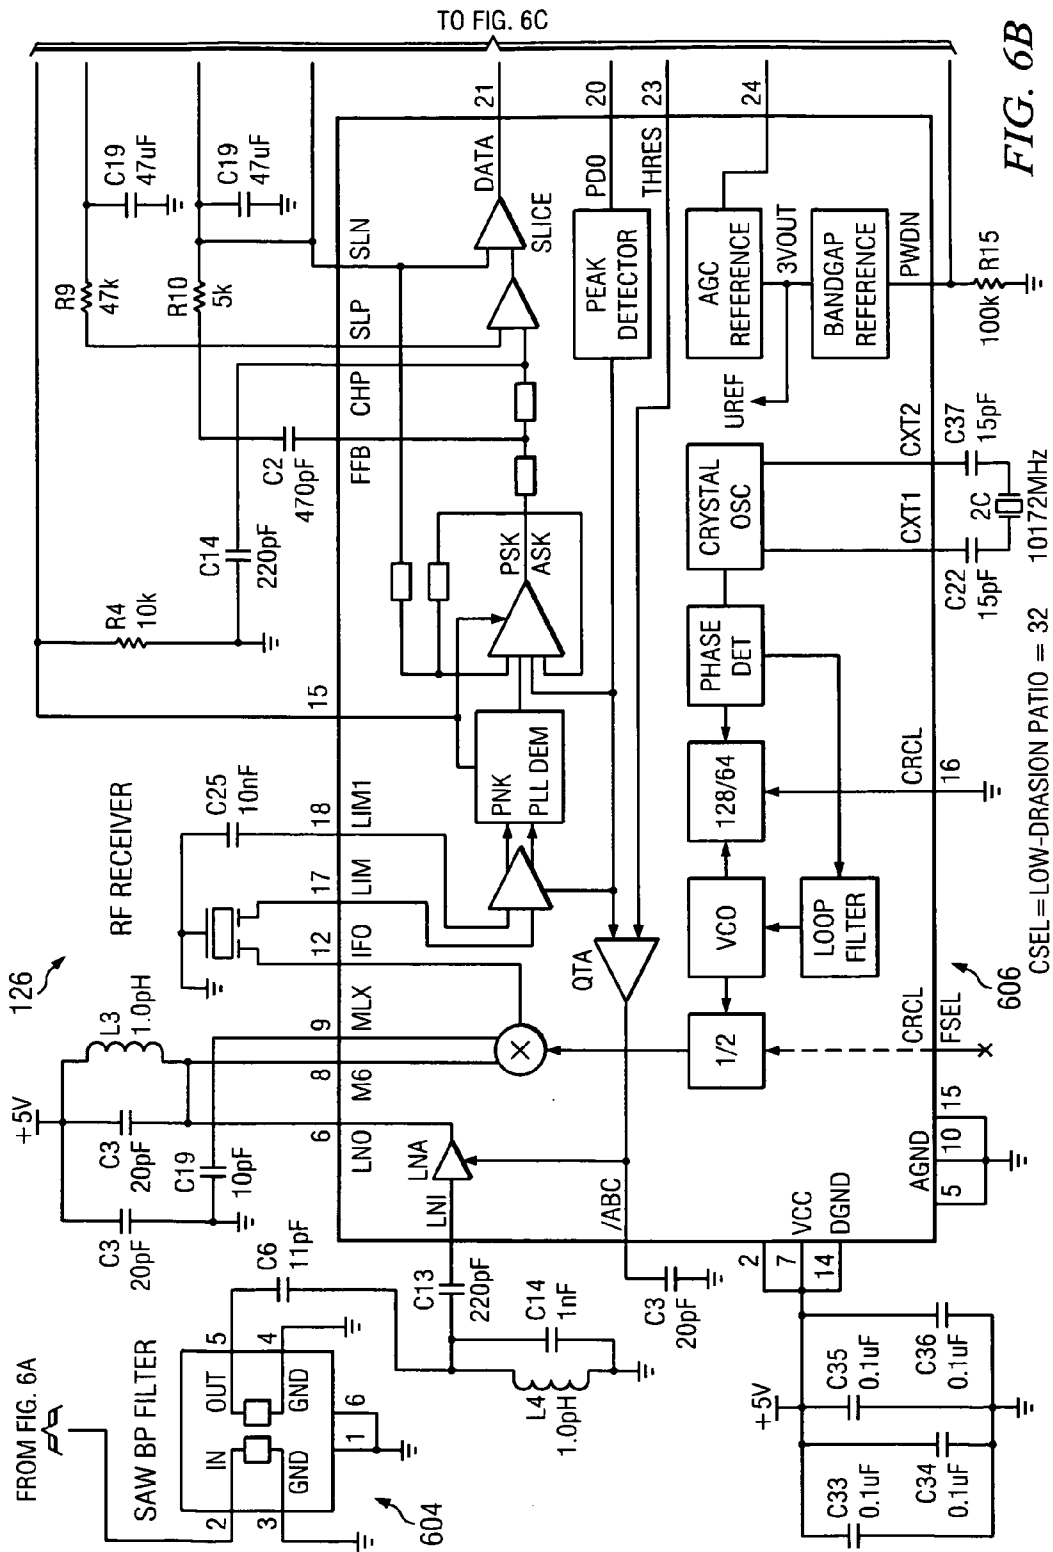 TO FIG. 6C
FROM FIG. 6A
SAW BP FILTER
2
IN
3
GND
OUT
5
GND
4
1
6
604
C6
11pF
C13
220pF
L4
1.0pH
C14
1nF
C3
20pF
C19
10pF
C3
20pF
+5V
L3
1.0pH
126
RF RECEIVER
C25
10nF
R4
10k
C14
220pF
C2
470pF
R10
5k
R9
47k
C19
47uF
C19
47uF
6
LNO
8
M6
9
MLX
12
IFO
17
LIM
18
LIM1
15
FFB
CHP
SLP
SLN
LNI
LNA
PNK
PLL DEM
PSK
ASK
SLICE
DATA
21
/ABC
C3
20pF
QTA
PEAK
DETECTOR
PDO
20
THRES
23
24
1/2
VCO
128/64
PHASE
DET
CRYSTAL
OSC
LOOP
FILTER
UREF
AGC
REFERENCE
3VOUT
BANDGAP
REFERENCE
PWDN
R15
100k
2
7
VCC
14
DGND
+5V
C33
0.1uF
C34
0.1uF
C35
0.1uF
C36
0.1uF
AGND
5
10
15
CRCL
FSEL
606
CRCL
16
CXT1
CXT2
C22
15pF
2C
C37
15pF
10172MHz
CSEL=LOW-DRASION PATIO = 32
FIG. 6B